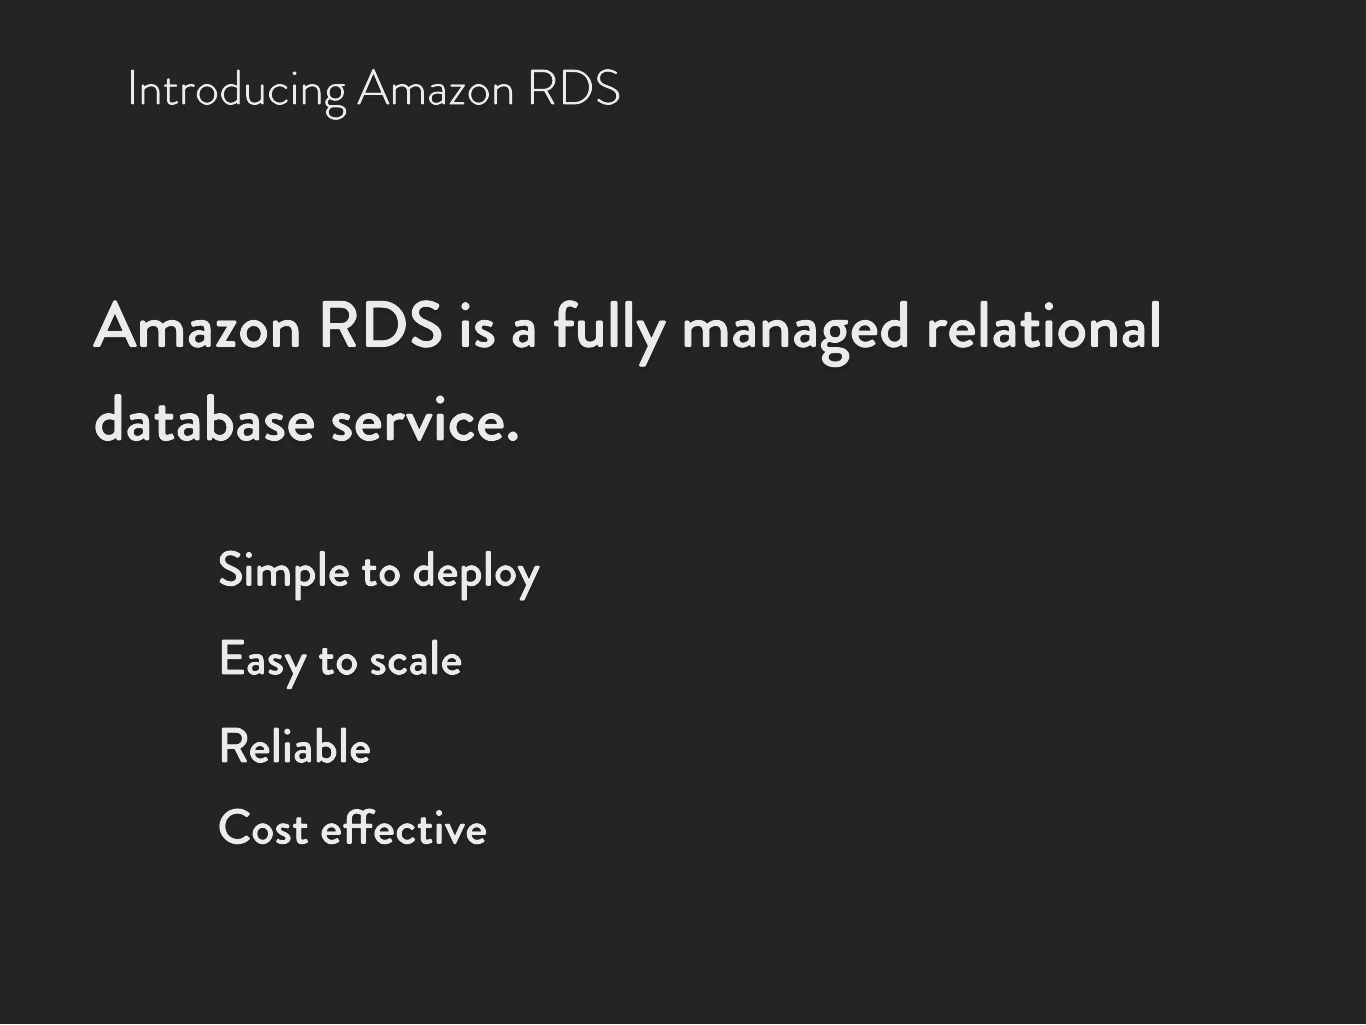 Introducing Amazon RDS
Amazon RDS is a fully managed relational
database service.
Simple to deploy
Easy to scale
Reliable
Cost effective